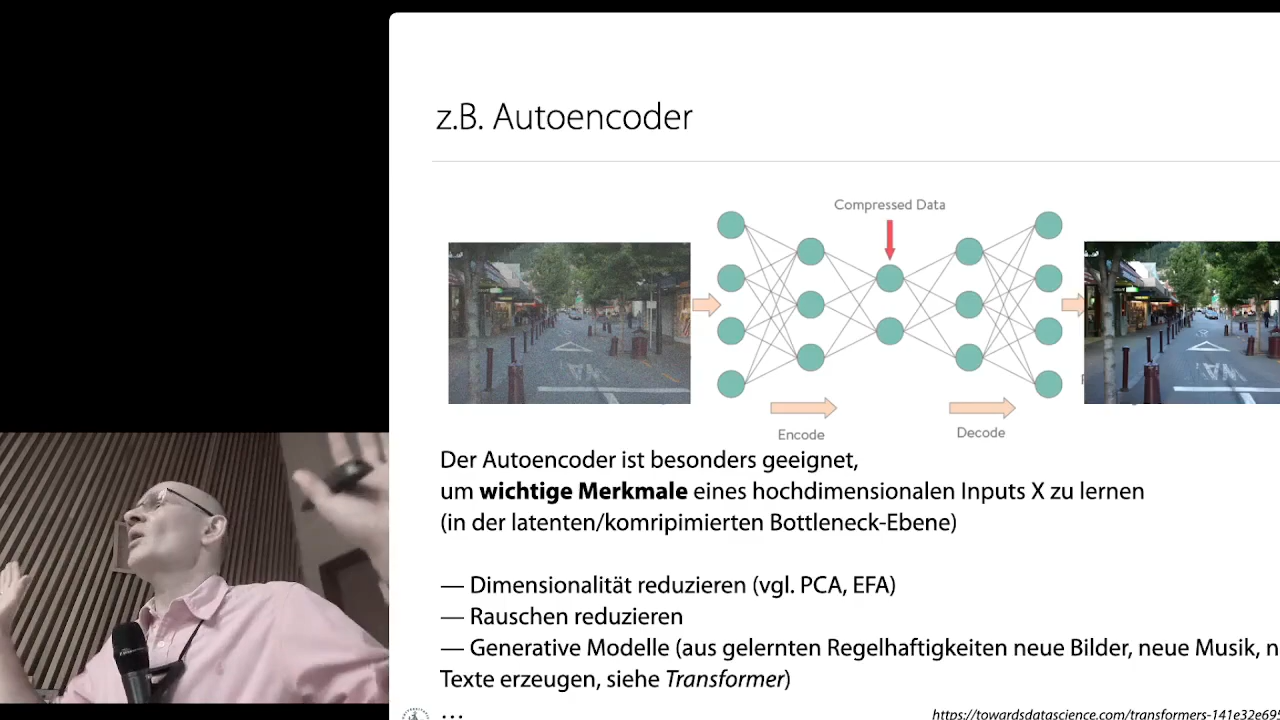 z.B. Autoencoder
Compressed Data
Encode
Decode
Der Autoencoder ist besonders geeignet,
um wichtige Merkmale eines hochdimensionalen Inputs X zu lernen
(in der latenten/komripimierten Bottleneck-Ebene)
— Dimensionalität reduzieren (vgl. PCA, EFA)
— Rauschen reduzieren
— Generative Modelle (aus gelernten Regelhaftigkeiten neue Bilder, neue Musik, n
Texte erzeugen, siehe Transformer)
...
https://towardsdatascience.com/transformers-141e32e69